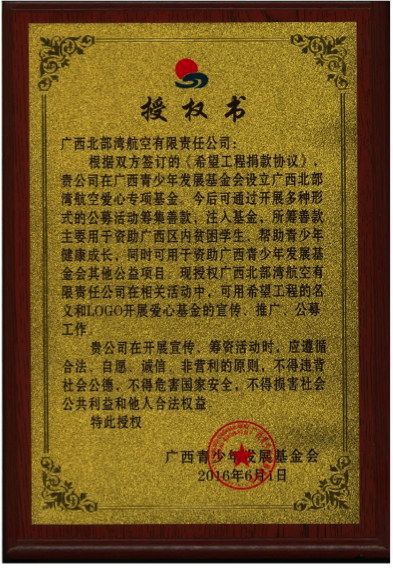 授权书
广西北部湾航空有限责任公司：
根据双方签订的《希望工程捐款协议》，
贵公司在广西青少年发展基金会设立广西北部
湾航空爱心专项基金。今后可通过开展多种形
式的公募活动筹集善款，注入基金，所筹善款
主要用于资助广西区内贫困学生，帮助青少年
健康成长，同时可用于资助广西青少年发展基
金会其他公益项目。现授权广西北部湾航空有
限责任公司在相关活动中，可用希望工程的名
义和LOGO开展爱心基金的宣传、推广、公募
工作。
贵公司在开展宣传、筹资活动时，应遵循
合法、自愿、诚信、非营利的原则，不得违背
社会公德，不得危害国家安全，不得损害社会
公共利益和他人合法权益。
特此授权
广西青少年发展基金会
2016年6月1日